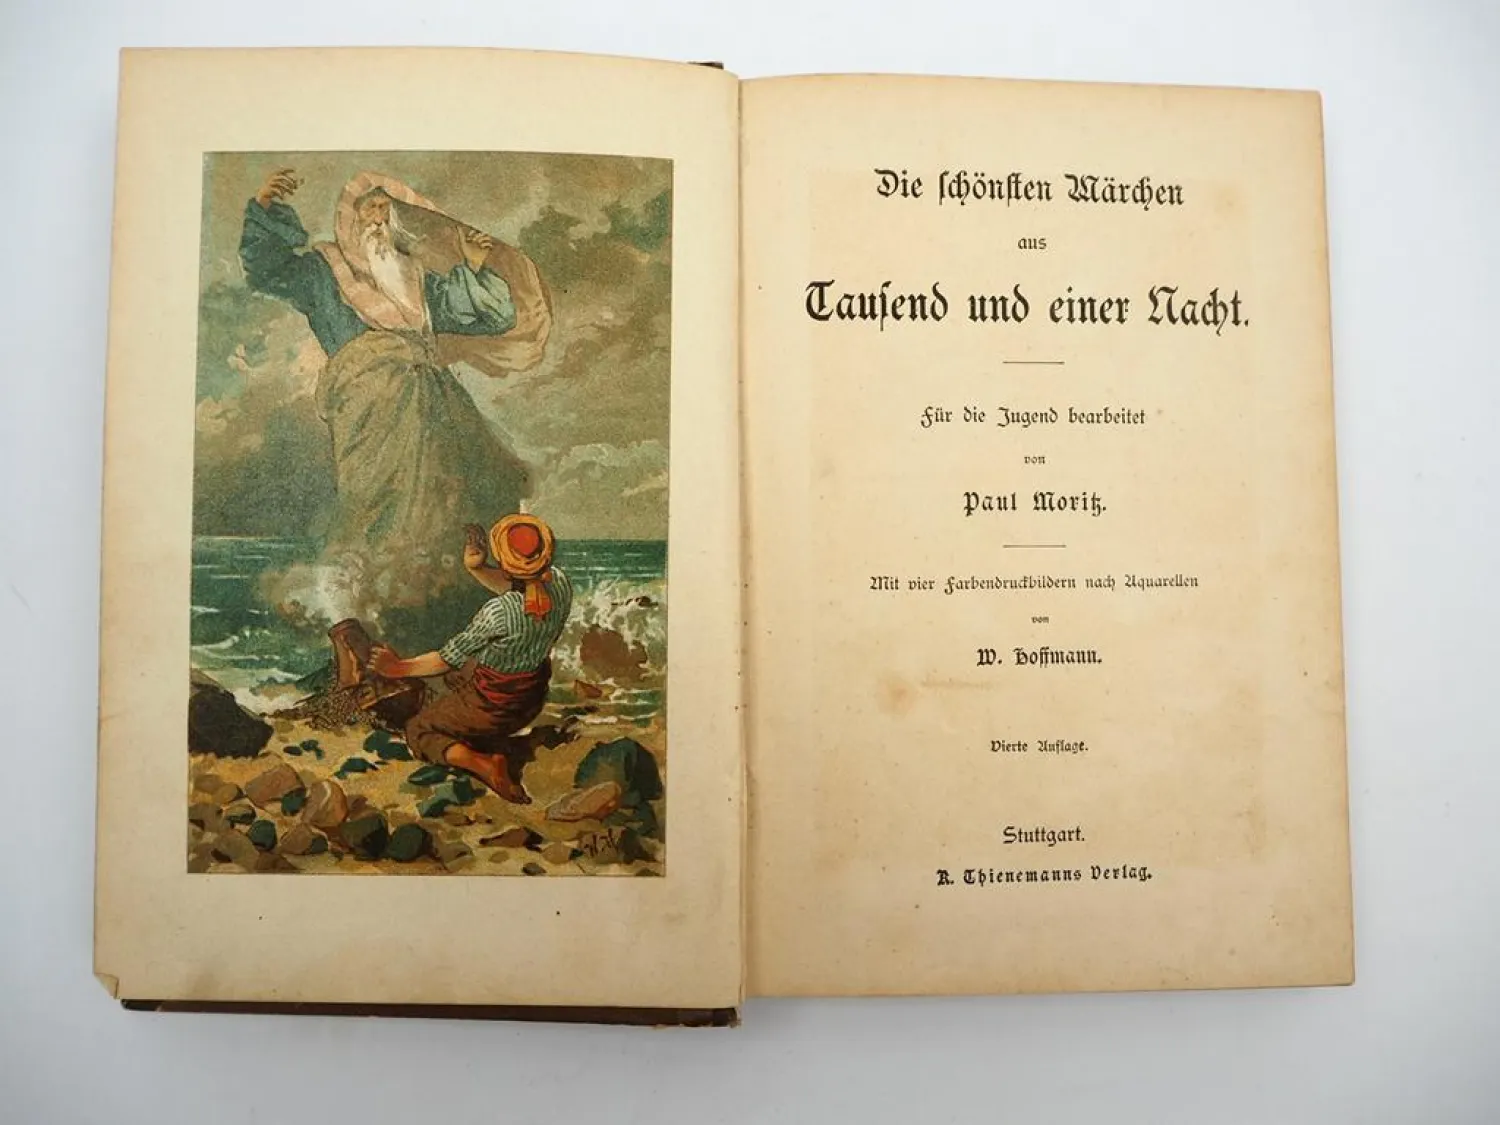 Die schönsten Märchen
aus
Tausend und einer Nacht.
Für die Jugend bearbeitet
von
Paul Moritz.
Mit vier Farbendruckbildern nach Aquarellen
von
W. Hoffmann.
Vierte Auflage.
Stuttgart.
K. Thienemanns Verlag.